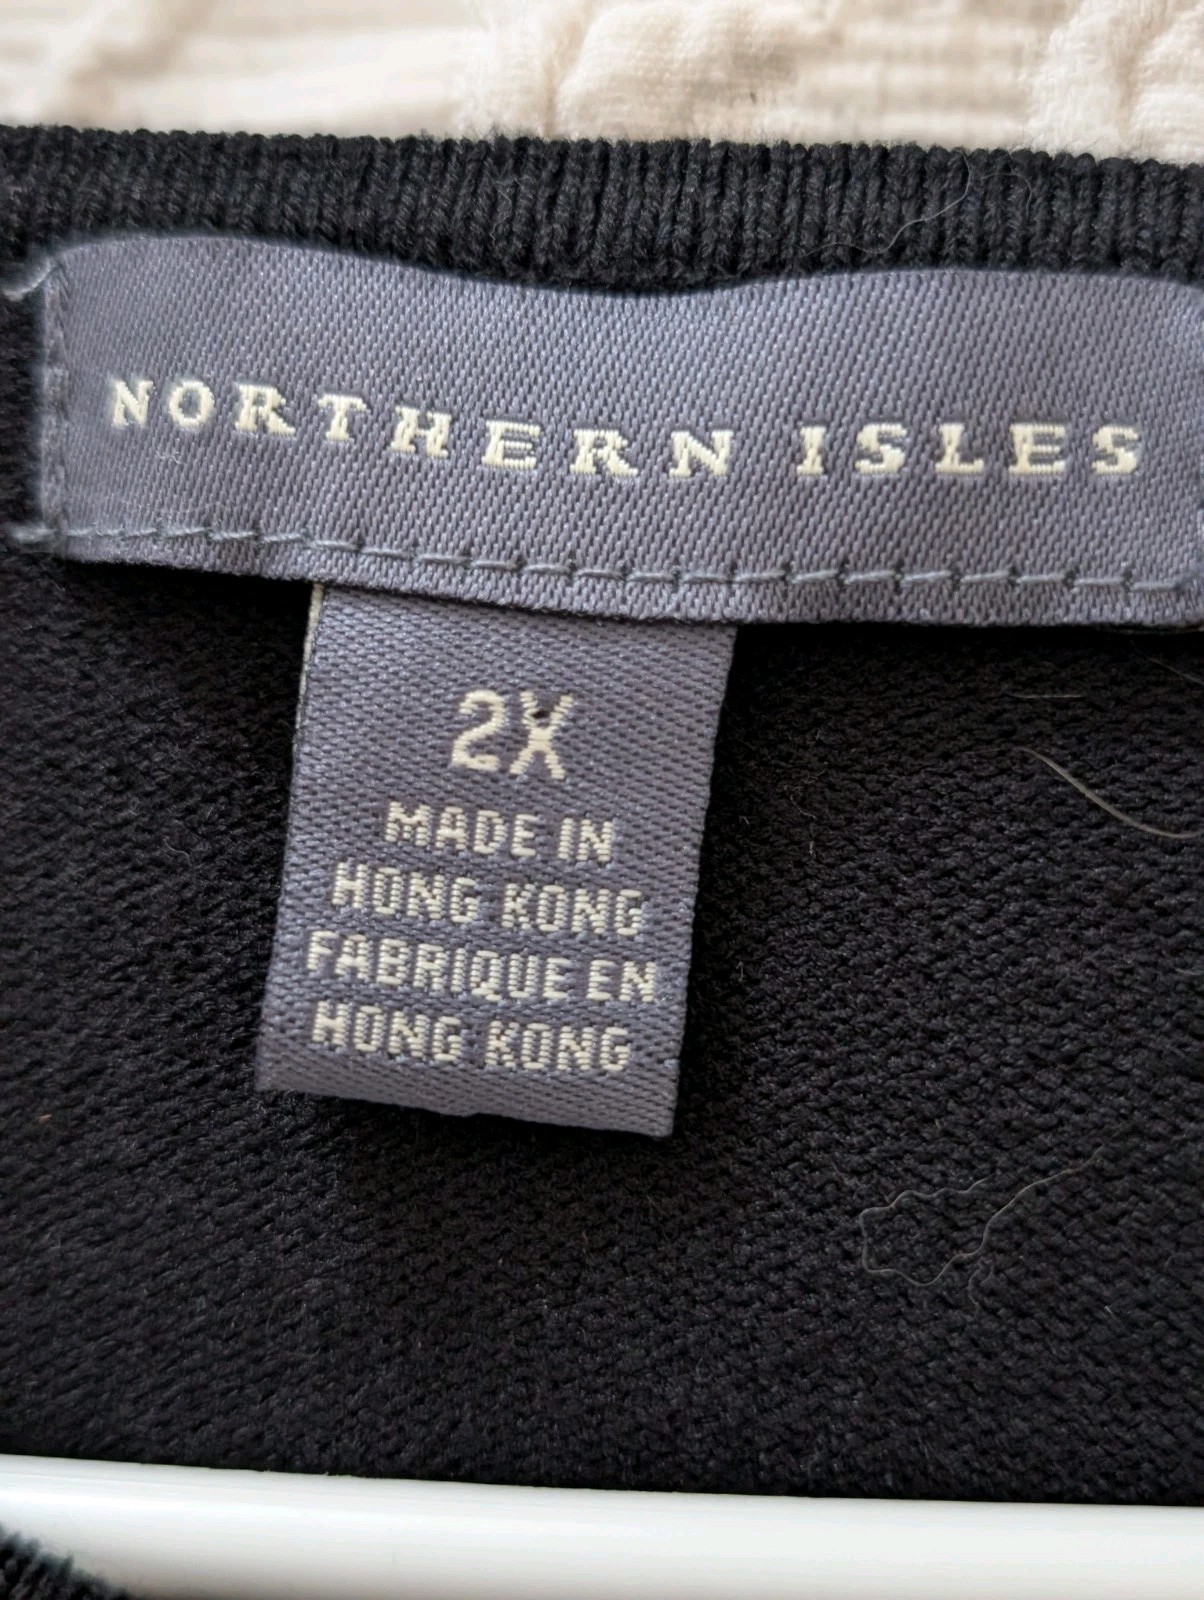 NORTHERN ISLES
2X
MADE IN
HONG KONG
FABRIQUE EN
HONG KONG